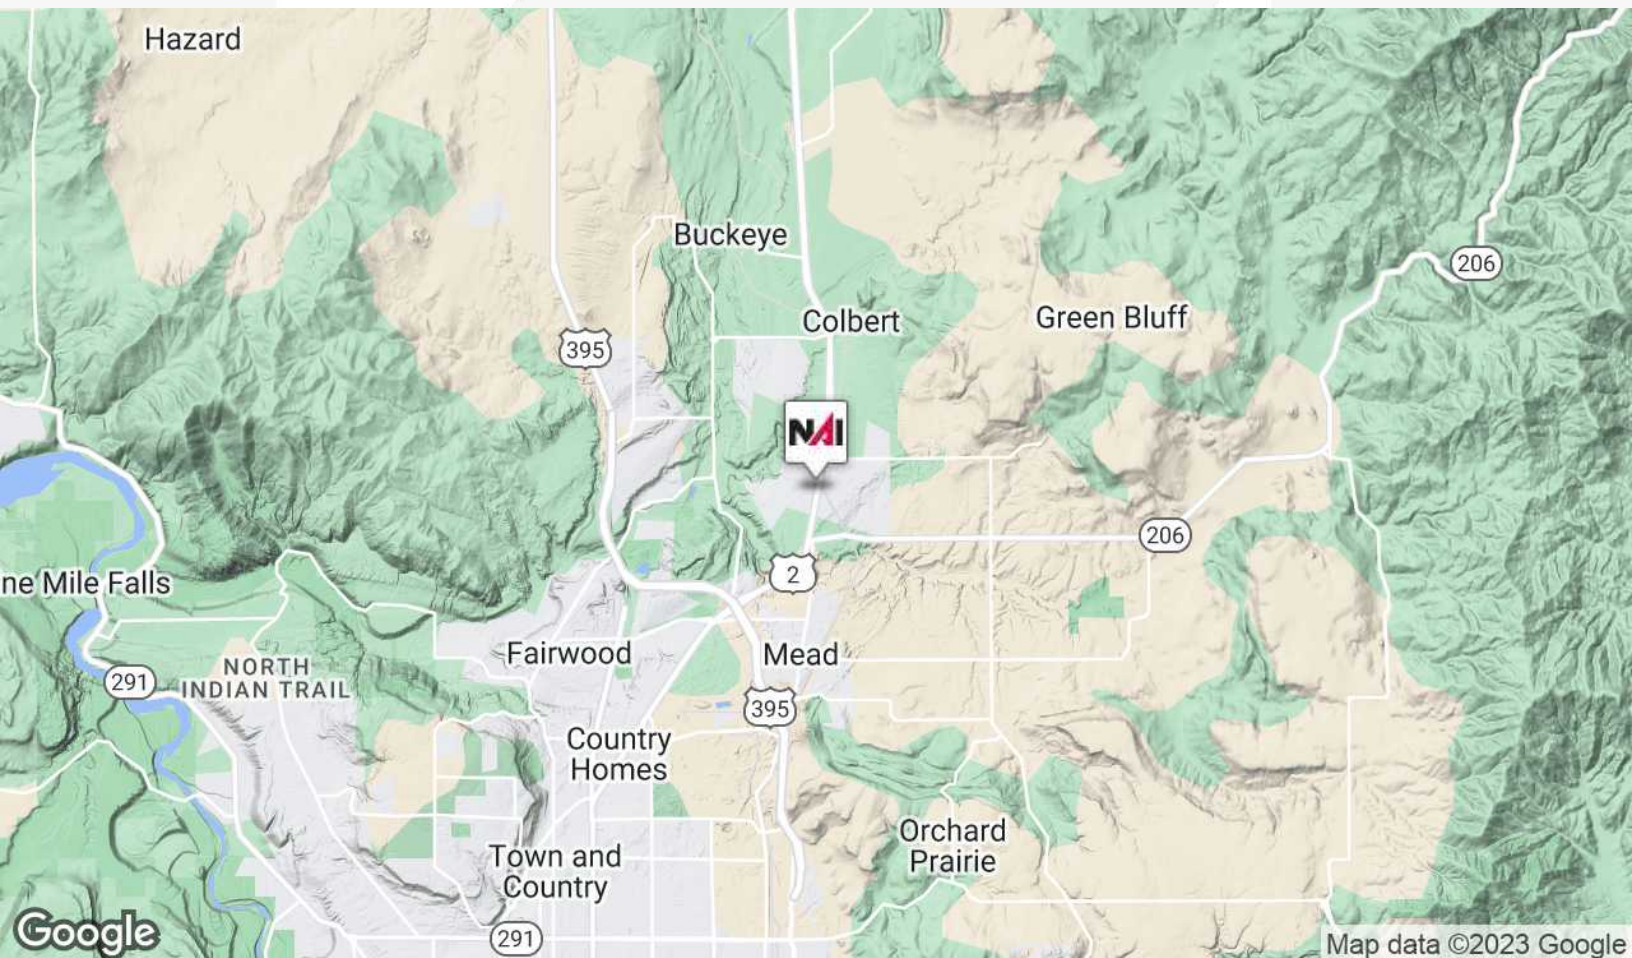 Hazard
Buckeye
206
Colbert
Green Bluff
395
NAI
206
2
ne Mile Falls
Fairwood
Mead
NORTH
INDIAN TRAIL
291
395
Country
Homes
Orchard
Prairie
Town and
Country
Google
291
Map data ©2023 Google